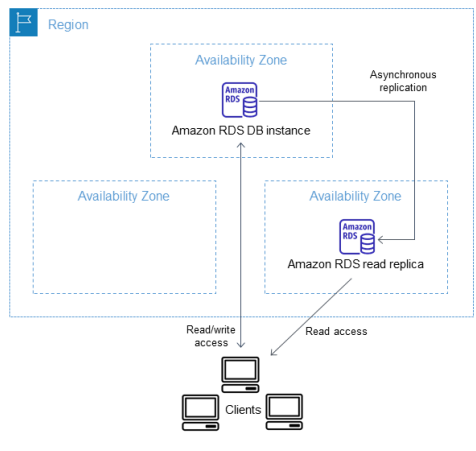 Region
Availability Zone
Amazon
RDS
Amazon RDS DB instance
Asynchronous
replication
Availability Zone
Availability Zone
Amazon
RDS
Amazon RDS read replica
Read/write
access
Read access
Clients